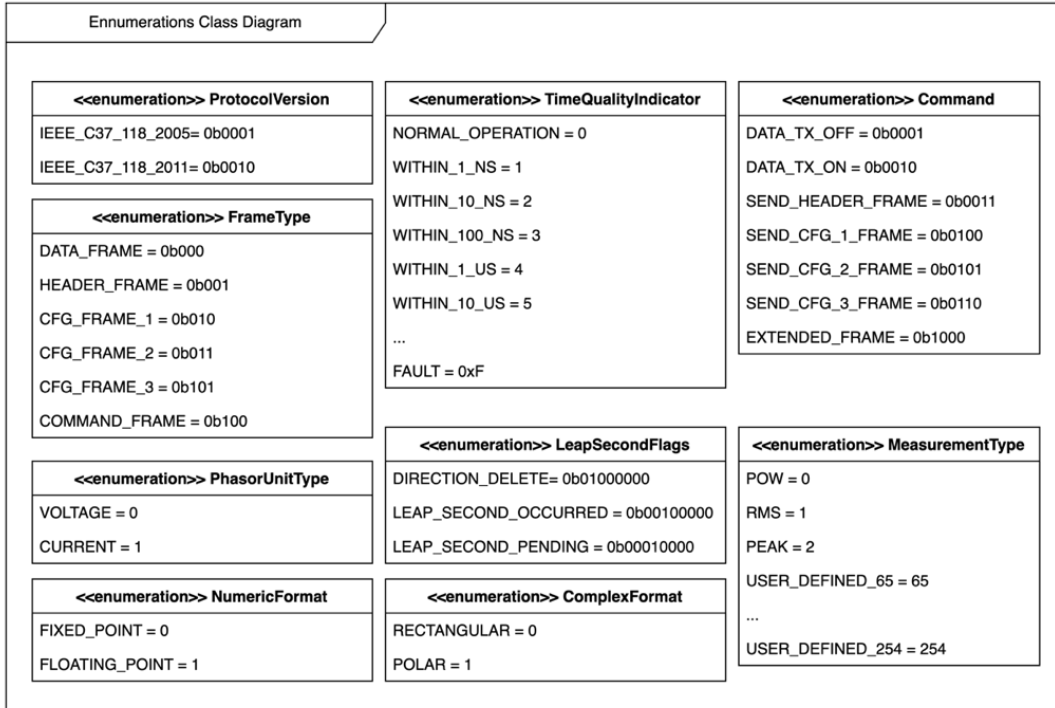 Ennumerations Class Diagram
<<enumeration>> ProtocolVersion
IEEE_C37_118_2005= 0b0001
IEEE_C37_118_2011= 0b0010
<<enumeration>> FrameType
DATA_FRAME = 0b000
HEADER_FRAME = 0b001
CFG_FRAME_1 = 0b010
CFG_FRAME_2 = 0b011
CFG_FRAME_3 = 0b101
COMMAND_FRAME = 0b100
<<enumeration>> PhasorUnitType
VOLTAGE = 0
CURRENT = 1
<<enumeration>> NumericFormat
FIXED_POINT = 0
FLOATING_POINT = 1
<<enumeration>> TimeQualityIndicator
NORMAL_OPERATION = 0
WITHIN_1_NS = 1
WITHIN_10_NS = 2
WITHIN_100_NS = 3
WITHIN_1_US = 4
WITHIN_10_US = 5
...
FAULT = 0xF
<<enumeration>> LeapSecondFlags
DIRECTION_DELETE= 0b01000000
LEAP_SECOND_OCCURRED = 0b00100000
LEAP_SECOND_PENDING = 0b00010000
<<enumeration>> ComplexFormat
RECTANGULAR = 0
POLAR = 1
<<enumeration>> Command
DATA_TX_OFF = 0b0001
DATA_TX_ON = 0b0010
SEND_HEADER_FRAME = 0b0011
SEND_CFG_1_FRAME = 0b0100
SEND_CFG_2_FRAME = 0b0101
SEND_CFG_3_FRAME = 0b0110
EXTENDED_FRAME = 0b1000
<<enumeration>> MeasurementType
POW = 0
RMS = 1
PEAK = 2
USER_DEFINED_65 = 65
...
USER_DEFINED_254 = 254